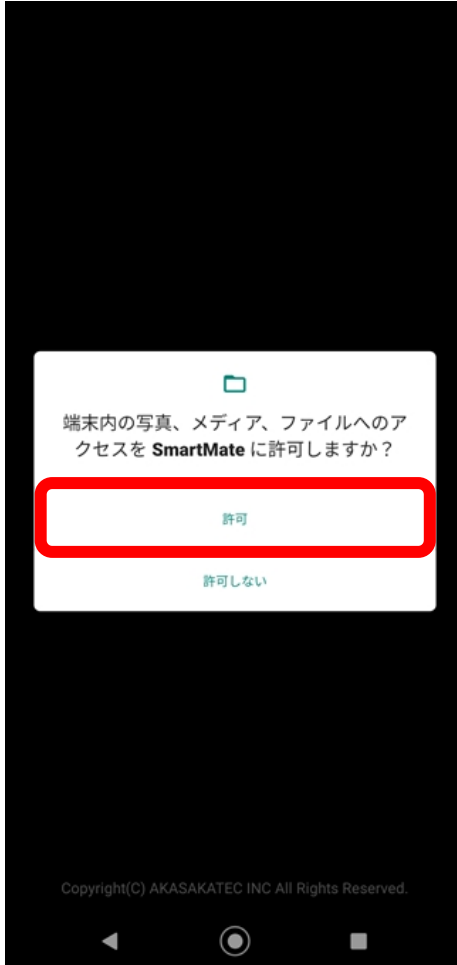 端末内の写真、メディア、ファイルへのア
クセスを SmartMate に許可しますか？
許可
許可しない
Copyright(C) AKASAKATEC INC All Rights Reserved.